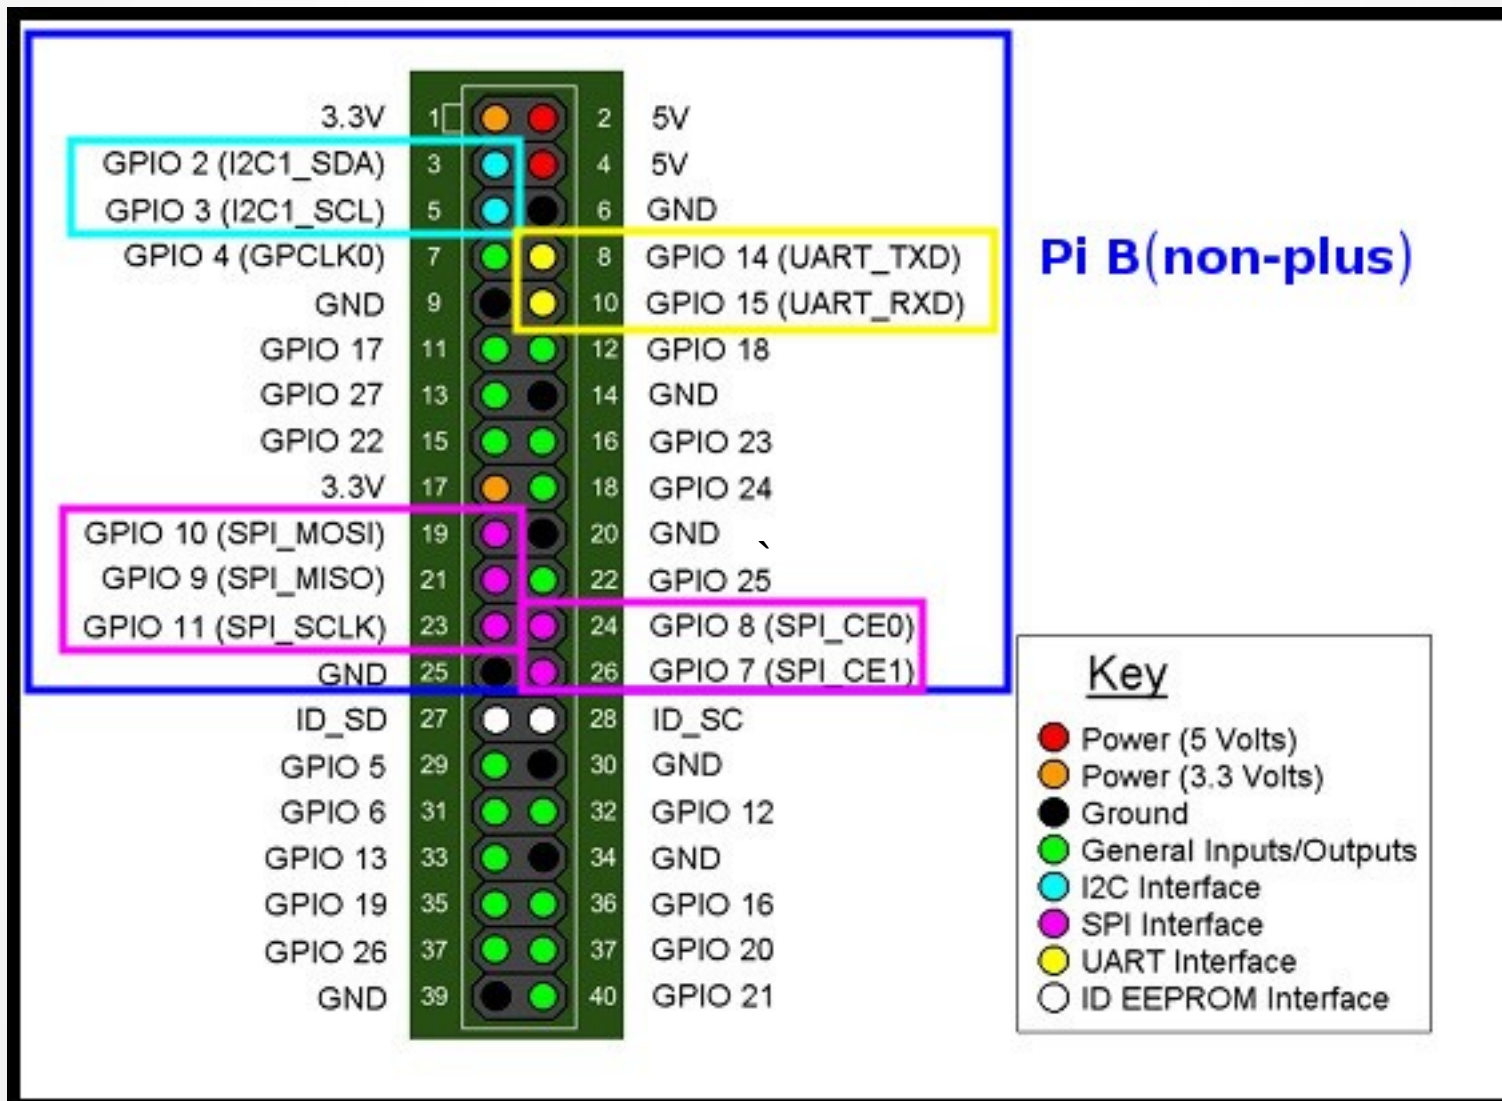 3.3V 1 2 5V
GPIO 2 (I2C1_SDA) 3 4 5V
GPIO 3 (I2C1_SCL) 5 6 GND
GPIO 4 (GPCLK0) 7 8 GPIO 14 (UART_TXD)
GND 9 10 GPIO 15 (UART_RXD)
GPIO 17 11 12 GPIO 18
GPIO 27 13 14 GND
GPIO 22 15 16 GPIO 23
3.3V 17 18 GPIO 24
GPIO 10 (SPI_MOSI) 19 20 GND
`
GPIO 9 (SPI_MISO) 21 22 GPIO 25
GPIO 11 (SPI_SCLK) 23 24 GPIO 8 (SPI_CE0)
GND 25 26 GPIO 7 (SPI_CE1)
ID_SD 27 28 ID_SC
GPIO 5 29 30 GND
GPIO 6 31 32 GPIO 12
GPIO 13 33 34 GND
GPIO 19 35 36 GPIO 16
GPIO 26 37 37 GPIO 20
GND 39 40 GPIO 21
Pi B(non-plus)
Key
Power (5 Volts)
Power (3.3 Volts)
Ground
General Inputs/Outputs
I2C Interface
SPI Interface
UART Interface
ID EEPROM Interface